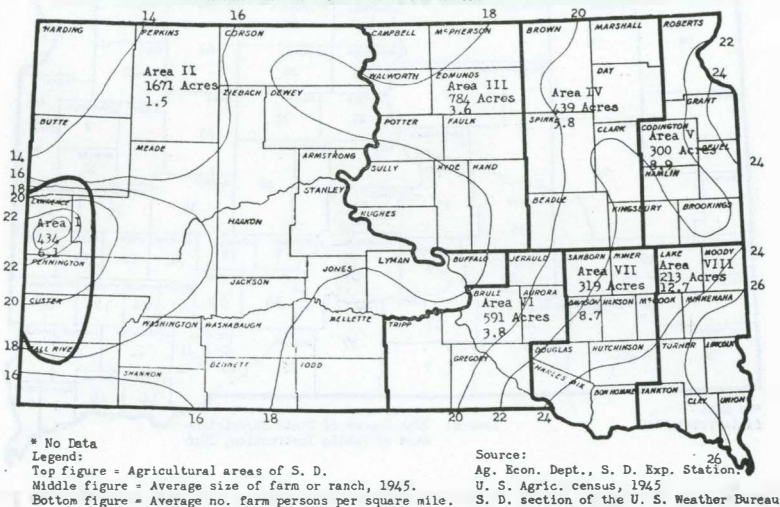 14 16 18 20
HARDING PERKINS CORSON CAMPBELL McPHERSON BROWN MARSHALL ROBERTS
22
Area II
1671 Acres
1.5
WALWORTH EDMUNDS
Area III
784 Acres
3.6
DAY
Area IV
439 Acres
5.8
24
ZIEBACH DEWEY
GRANT
BUTTE
POTTER FAULK SPINK CLARK CODINGTON
Area V
300 Acres
8.9
DEUEL
HAMLIN
14
MEADE
ARMSTRONG
SULLY HYDE HAND
24
16
18
20
STANLEY
LAWRENCE
22
Area I
434
6.1
HAAKON
HUGHES
BEADLE KINGSBURY BROOKINGS
PENNINGTON
22
LYMAN BUFFALO JERAULD SANBORN MINER LAKE MOODY
24
Area VII
319 Acres
8.7
Area VIII
213 Acres
12.7
JACKSON JONES
20
CUSTER
BRULE AURORA
Area VI
591 Acres
3.8
DAVISON HANSON McCOOK MINNEHAHA
26
WASHINGTON WASHABAUGH MELLETTE TRIPP
18
FALL RIVER
DOUGLAS HUTCHINSON TURNER LINCOLN
16
SHANNON BENNETT TODD GREGORY CHARLES MIX
BON HOMME YANKTON CLAY UNION
16 18 20 22 24
26
* No Data
Legend:
Top figure = Agricultural areas of S. D.
Middle figure = Average size of farm or ranch, 1945.
Bottom figure = Average no. farm persons per square mile.
Source:
Ag. Econ. Dept., S. D. Exp. Station.
U. S. Agric. census, 1945
S. D. section of the U. S. Weather Bureau